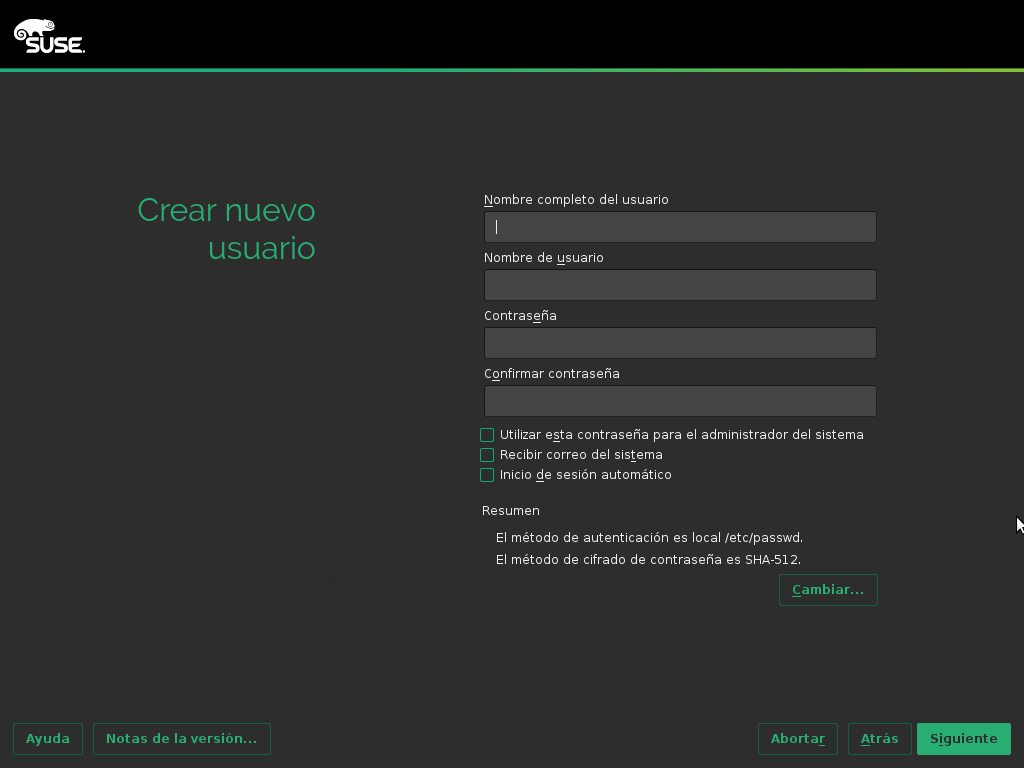 SUSE
Crear nuevo
usuario
Nombre completo del usuario
Nombre de usuario
Contraseña
Confirmar contraseña
Utilizar esta contraseña para el administrador del sistema
Recibir correo del sistema
Inicio de sesión automático
Resumen
El método de autenticación es local /etc/passwd.
El método de cifrado de contraseña es SHA-512.
Cambiar...
Ayuda
Notas de la versión...
Abortar
Atrás
Siguiente